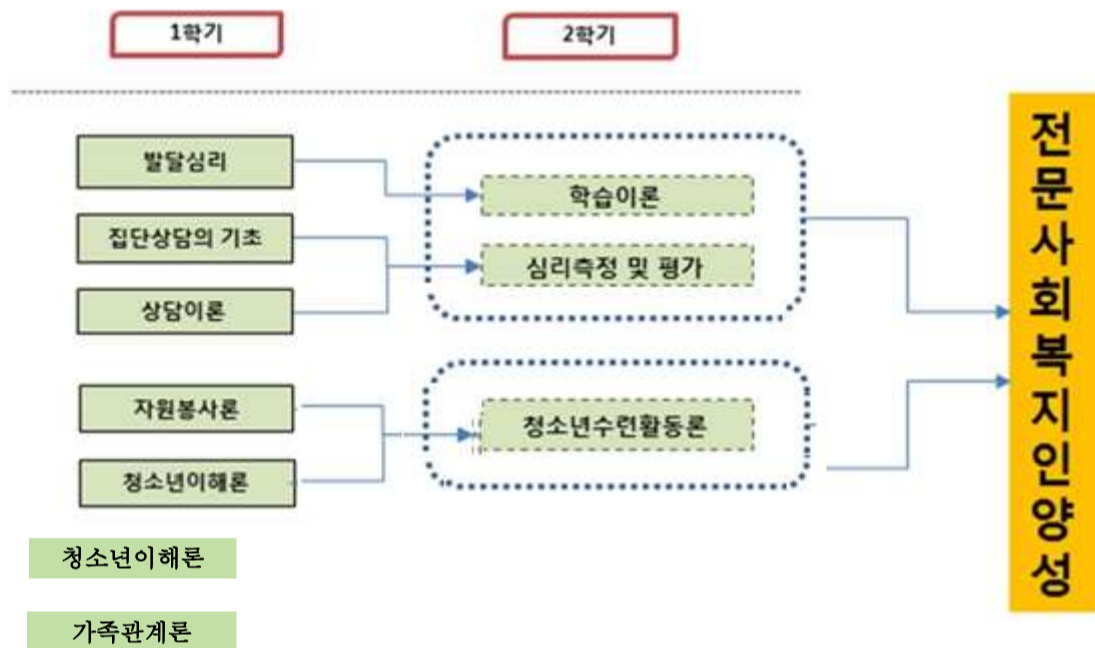 1학기
2학기
발달심리
집단상담의 기초
상담이론
자원봉사론
청소년이해론
학습이론
심리측정 및 평가
청소년수련활동론
전문사회복지인양성
청소년이해론
가족관계론